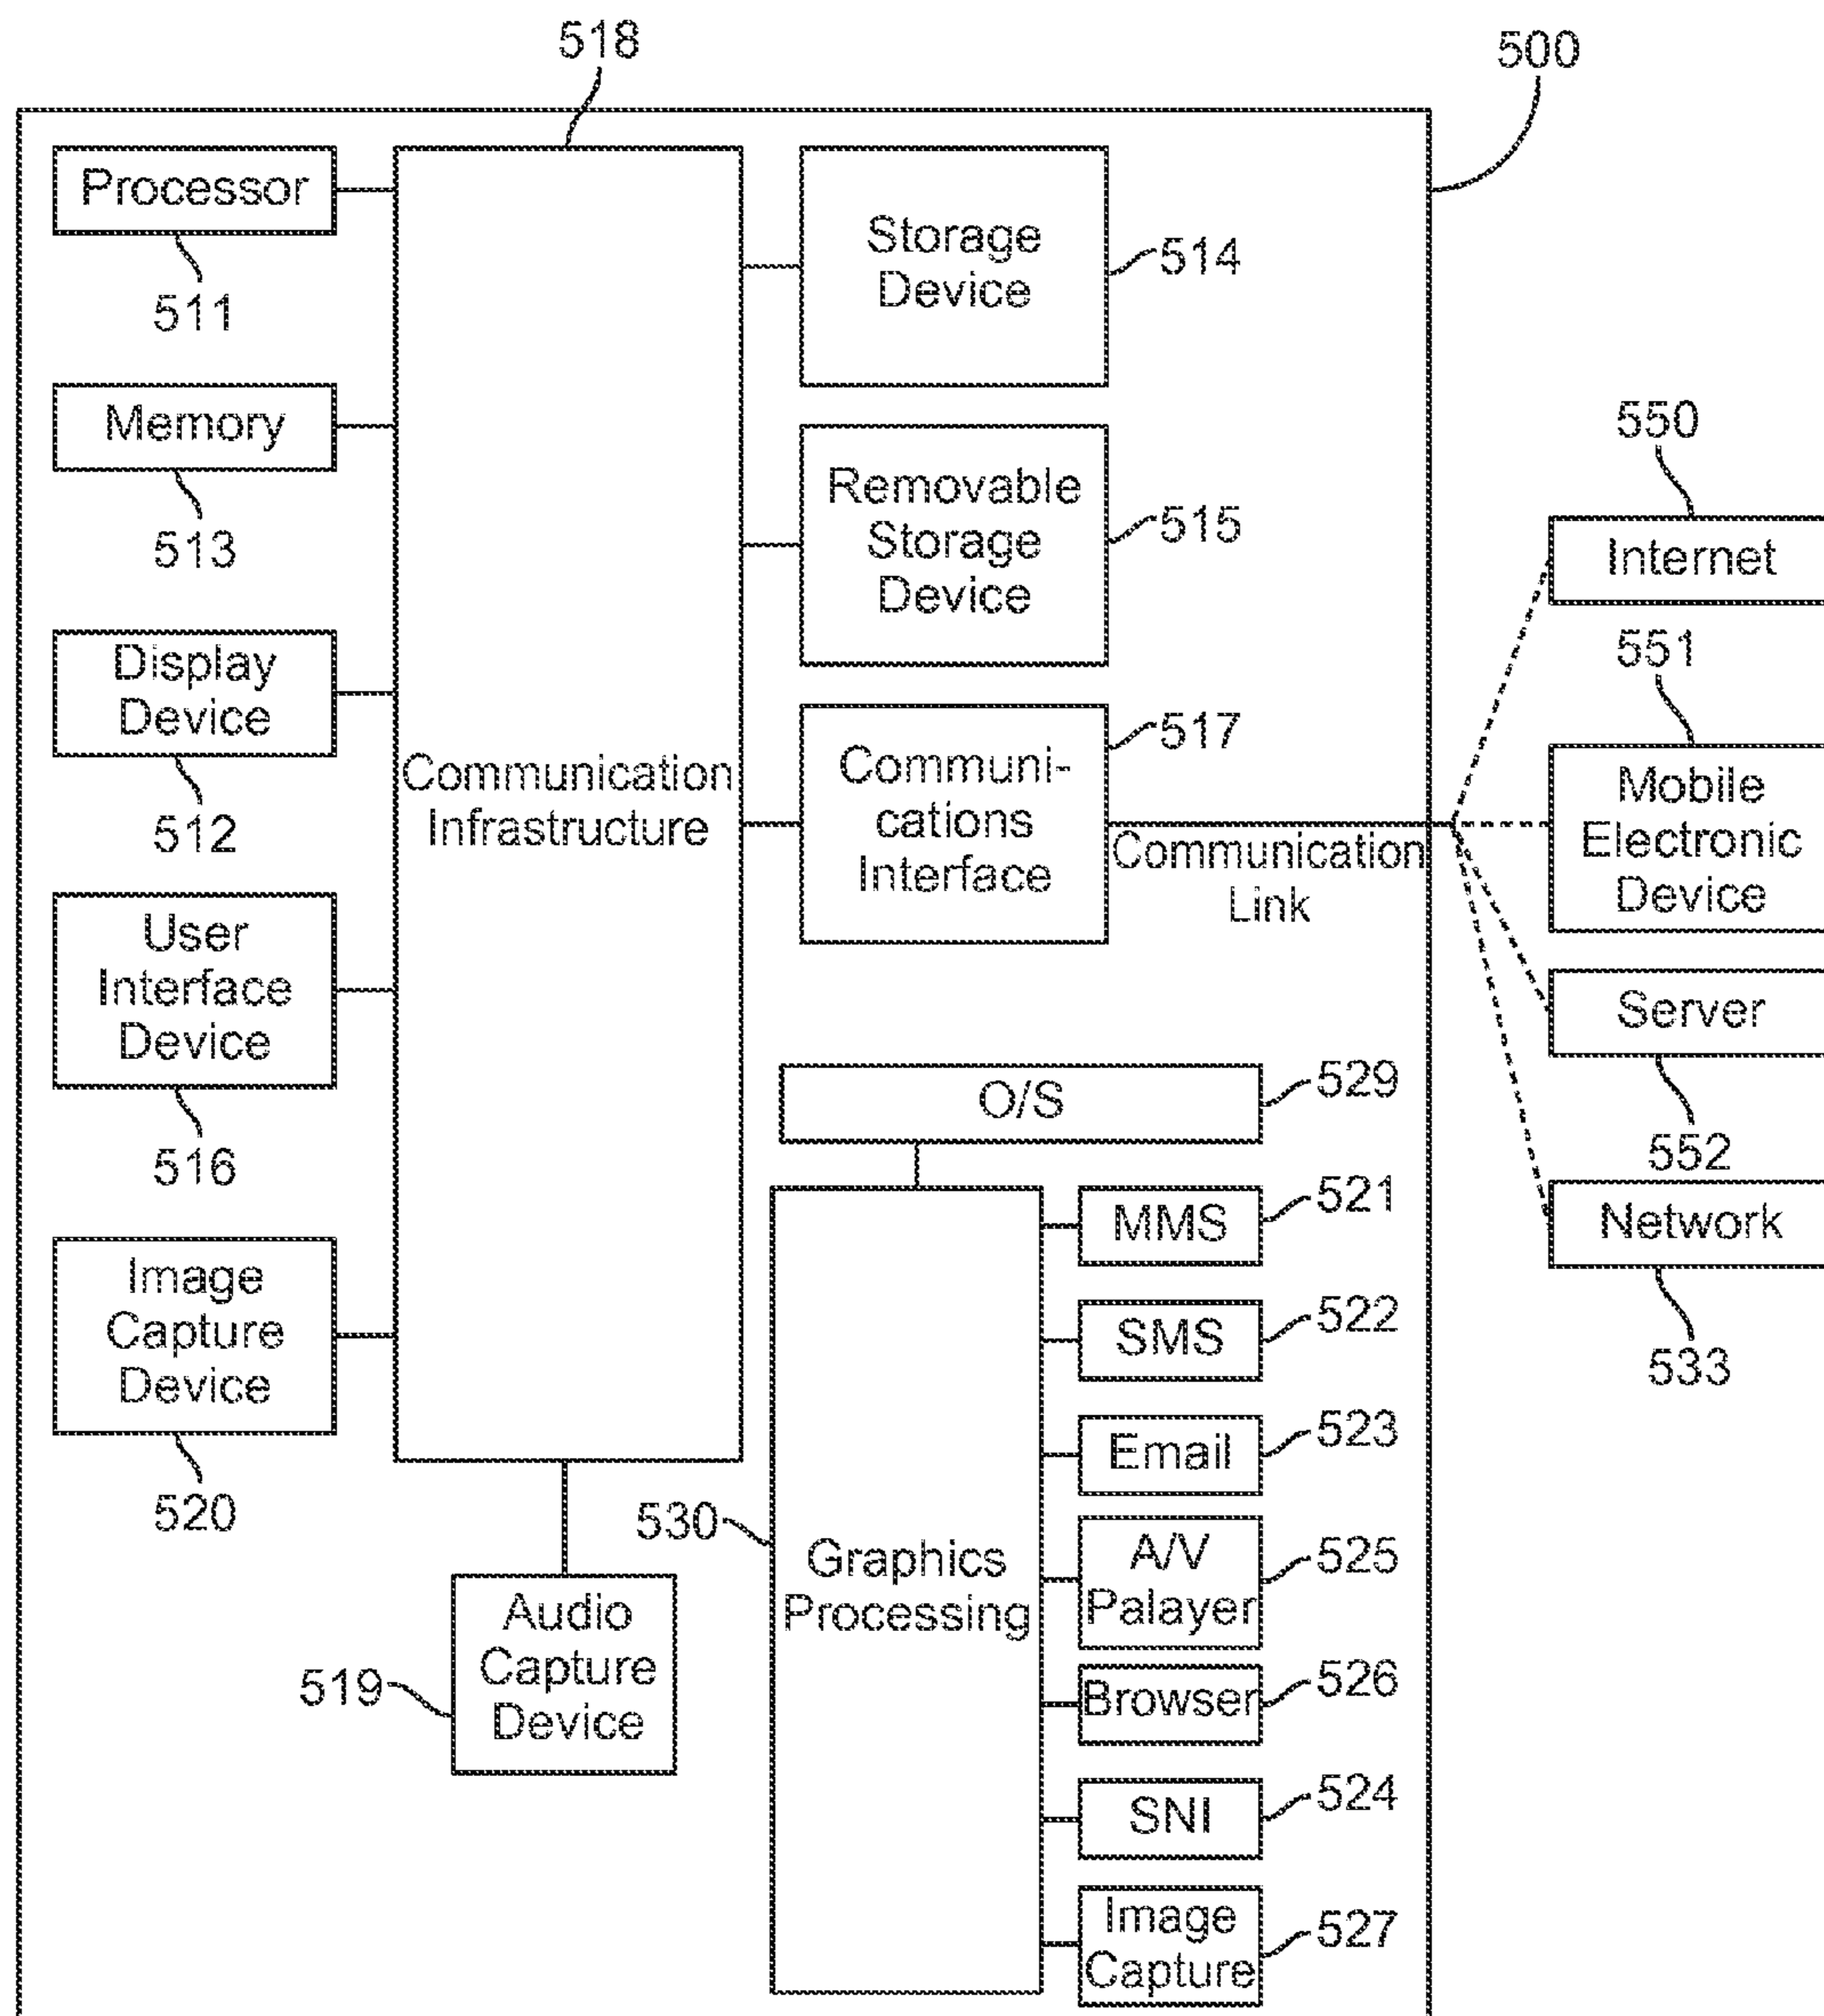 518
500
Processor
511
Memory
513
Display
Device
512
User
Interface
Device
516
Image
Capture
Device
520
Communication
Infrastructure
Audio
Capture
Device
519
Storage
Device
514
Removable
Storage
Device
515
Communi-
cations
Interface
517
Communication
Link
O/S
529
530
Graphics
Processing
MMS
521
SMS
522
Email
523
A/V
Palayer
525
Browser
526
SNI
524
Image
Capture
527
550
Internet
551
Mobile
Electronic
Device
Server
552
Network
533